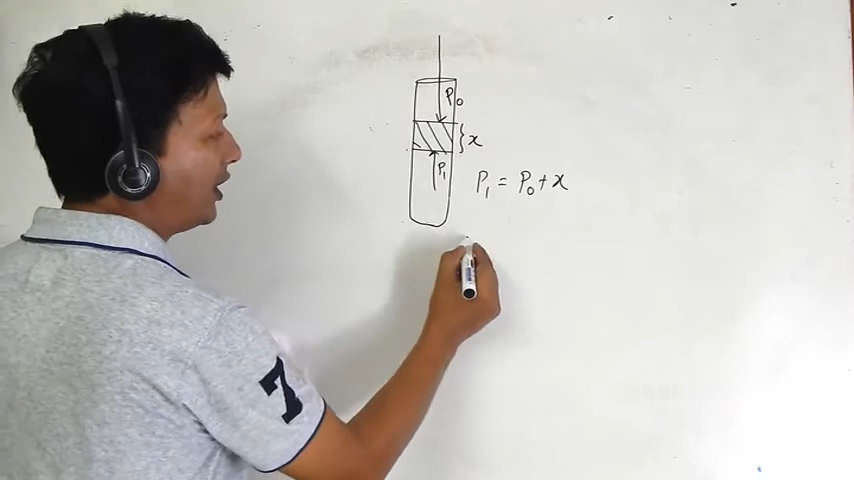 P₀
x
P₁
P₁ = P₀ + x
7